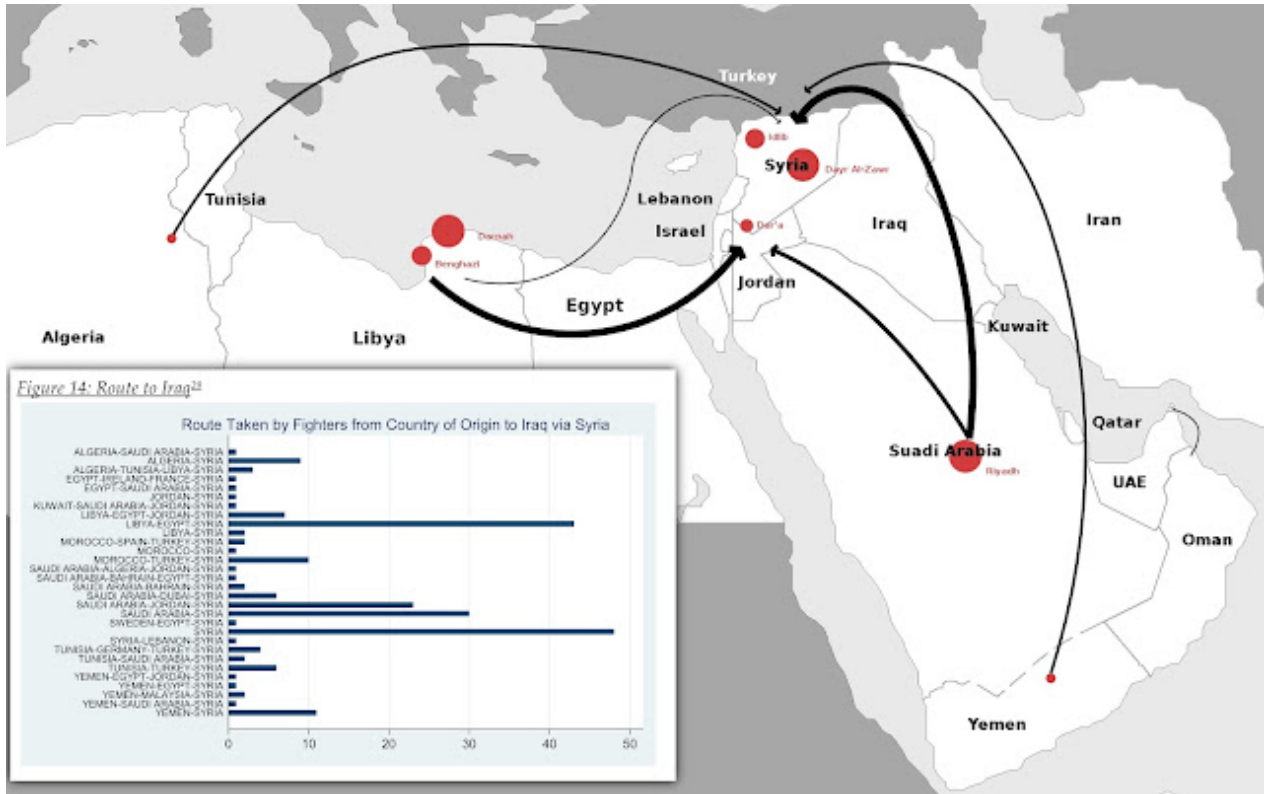 Turkey
Idlib
Syria
Dayr Al-Zawr
Tunisia
Lebanon
Iran
Israel
Dar'a
Iraq
Darnah
Benghazi
Jordan
Egypt
Kuwait
Algeria
Libya
Qatar
Suadi Arabia
Riyadh
UAE
Oman
Yemen
Figure 14: Route to Iraq28
Route Taken by Fighters from Country of Origin to Iraq via Syria
ALGERIA-SAUDI ARABIA-SYRIA
ALGERIA-SYRIA
ALGERIA-TUNISIA-LIBYA-SYRIA
EGYPT-IRELAND-FRANCE-SYRIA
EGYPT-SAUDI ARABIA-SYRIA
JORDAN-SYRIA
KUWAIT-SAUDI ARABIA-JORDAN-SYRIA
LIBYA-EGYPT-JORDAN-SYRIA
LIBYA-EGYPT-SYRIA
LIBYA-SYRIA
MOROCCO-SPAIN-TURKEY-SYRIA
MOROCCO-SYRIA
MOROCCO-TURKEY-SYRIA
SAUDI ARABIA-ALGERIA-JORDAN-SYRIA
SAUDI ARABIA-BAHRAIN-EGYPT-SYRIA
SAUDI ARABIA-BAHRAIN-SYRIA
SAUDI ARABIA-DUBAI-SYRIA
SAUDI ARABIA-JORDAN-SYRIA
SAUDI ARABIA-SYRIA
SWEDEN-EGYPT-SYRIA
SYRIA
SYRIA-LEBANON-SYRIA
TUNISIA-GERMANY-TURKEY-SYRIA
TUNISIA-SAUDI ARABIA-SYRIA
TUNISIA-TURKEY-SYRIA
YEMEN-EGYPT-JORDAN-SYRIA
YEMEN-EGYPT-SYRIA
YEMEN-MALAYSIA-SYRIA
YEMEN-SAUDI ARABIA-SYRIA
YEMEN-SYRIA
0 10 20 30 40 50